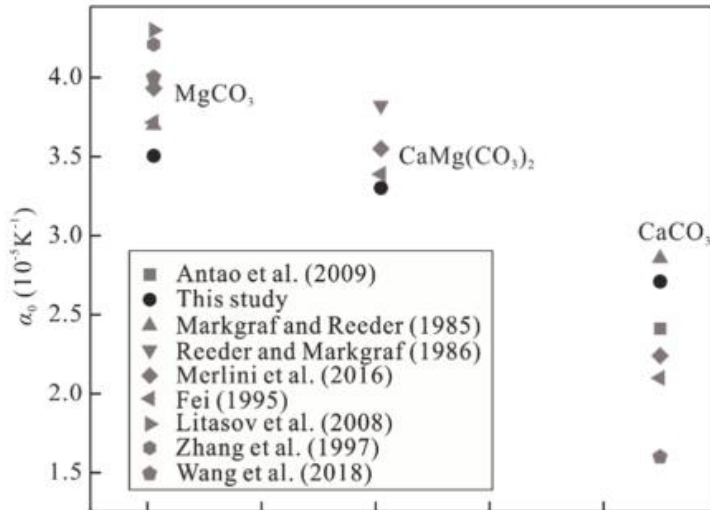 4.0
MgCO₃
3.5
CaMg(CO₃)₂
3.0
CaCO₃
α₀ (10⁻⁵K⁻¹)
Antao et al. (2009)
This study
2.5
Markgraf and Reeder (1985)
Reeder and Markgraf (1986)
Merlini et al. (2016)
2.0
Fei (1995)
Litasov et al. (2008)
Zhang et al. (1997)
1.5
Wang et al. (2018)